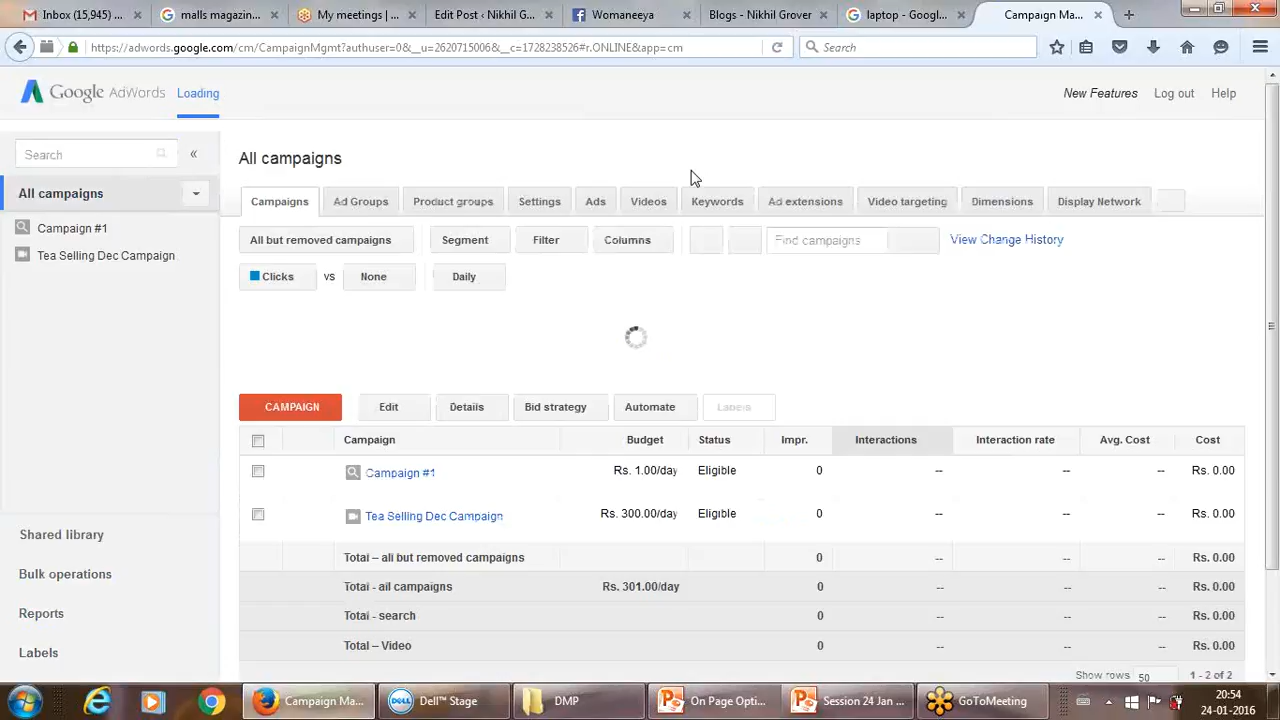 Inbox (15,945)
malls magazin...
My meetings | ...
Edit Post ‹ Nikhil G...
Womaneeya
Blogs - Nikhil Grover
laptop - Googl...
Campaign Ma...
https://adwords.google.com/cm/CampaignMgmt?authuser=0&__u=2620715006&__c=1728238526#r.ONLINE&app=cm
Search
Google AdWords
Loading
New Features
Log out
Help
Search
«
All campaigns
Campaign #1
Tea Selling Dec Campaign
Shared library
Bulk operations
Reports
Labels
All campaigns
Campaigns
Ad Groups
Product groups
Settings
Ads
Videos
Keywords
Ad extensions
Video targeting
Dimensions
Display Network
All but removed campaigns
Segment
Filter
Columns
Find campaigns
View Change History
Clicks
vs
None
Daily
CAMPAIGN
Edit
Details
Bid strategy
Automate
Labels
Campaign Budget Status Impr. Interactions Interaction rate Avg. Cost Cost
Campaign #1 Rs. 1.00/day Eligible 0 -- -- -- Rs. 0.00
Tea Selling Dec Campaign Rs. 300.00/day Eligible 0 -- -- -- Rs. 0.00
Total – all but removed campaigns 0 -- -- -- Rs. 0.00
Total - all campaigns Rs. 301.00/day 0 -- -- -- Rs. 0.00
Total - search 0 -- -- -- Rs. 0.00
Total – Video 0 -- -- -- Rs. 0.00
Show rows 50 1 - 2 of 2
Campaign Ma...
Dell™ Stage
DMP
On Page Opti...
Session 24 Jan ...
GoToMeeting
20:54
24-01-2016